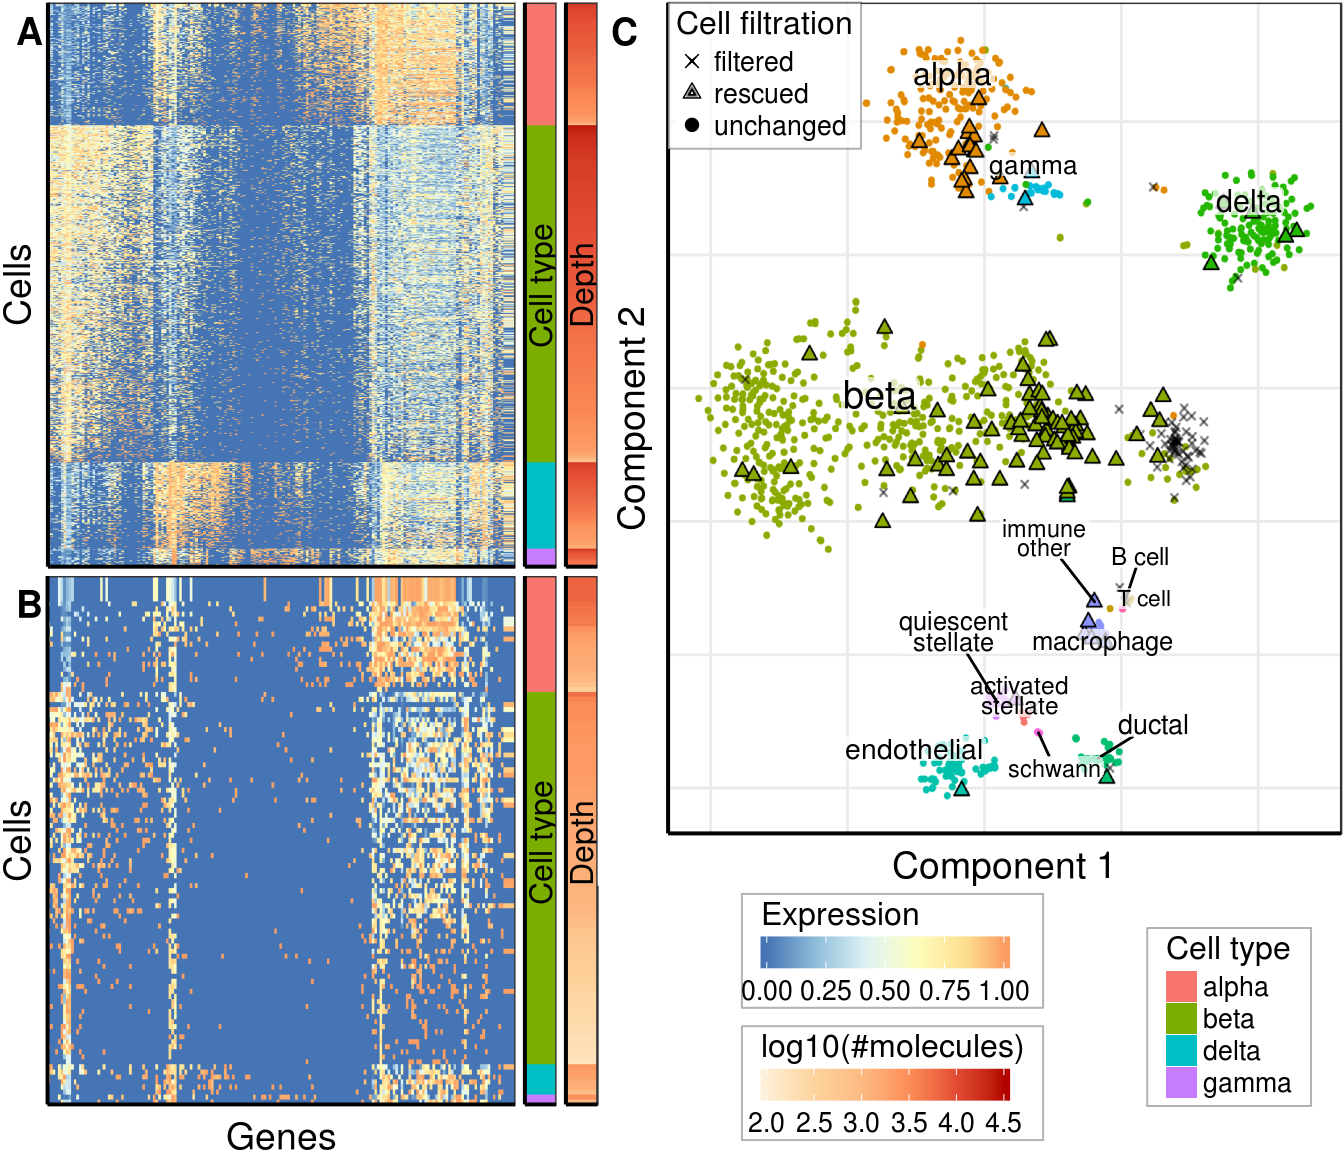 A
Cells
Cell type
Depth
B
Cells
Cell type
Depth
Genes
C
Cell filtration
filtered
rescued
unchanged
alpha
gamma
delta
beta
immune
other
B cell
T cell
macrophage
quiescent
stellate
activated
stellate
ductal
endothelial
schwann
Component 2
Component 1
Expression
0.00 0.25 0.50 0.75 1.00
log10(#molecules)
2.0 2.5 3.0 3.5 4.0 4.5
Cell type
alpha
beta
delta
gamma